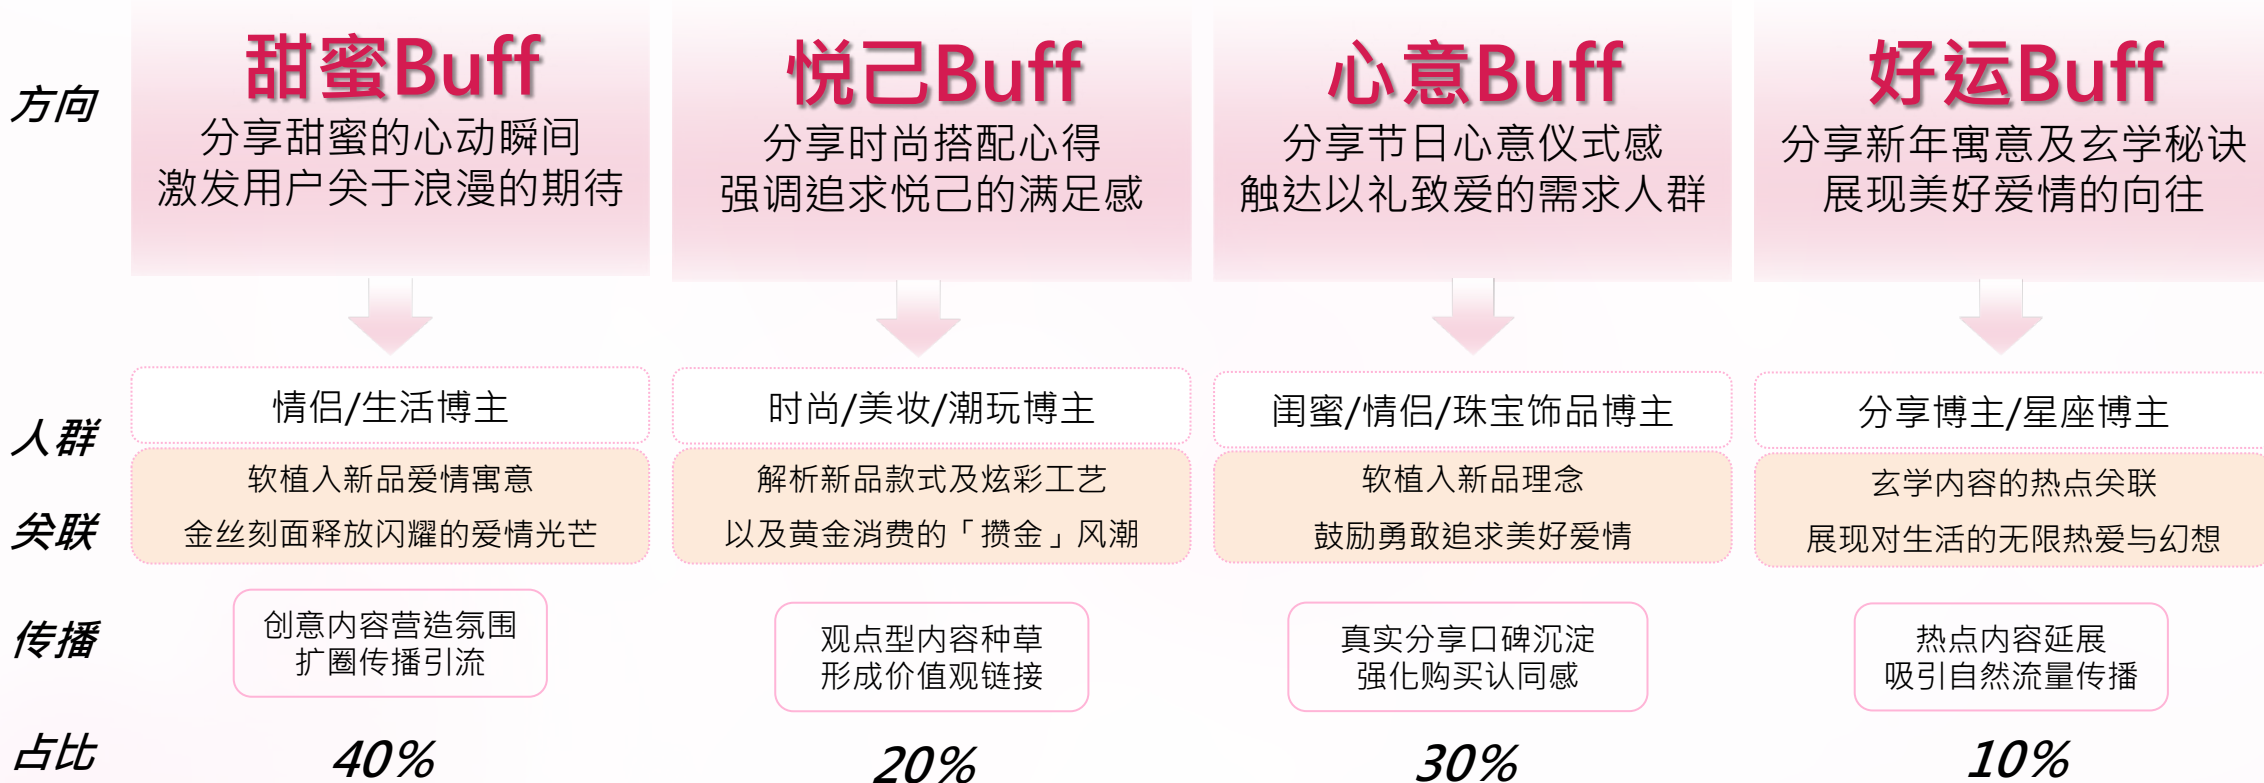 方向
甜蜜Buff
分享甜蜜的心动瞬间
激发用户关于浪漫的期待
悦己Buff
分享时尚搭配心得
强调追求悦己的满足感
心意Buff
分享节日心意仪式感
触达以礼致爱的需求人群
好运Buff
分享新年寓意及玄学秘诀
展现美好爱情的向往
人群
情侣/生活博主
时尚/美妆/潮玩博主
闺蜜/情侣/珠宝饰品博主
分享博主/星座博主
关联
软植入新品爱情寓意
金丝刻面释放闪耀的爱情光芒
解析新品款式及炫彩工艺
以及黄金消费的「攒金」风潮
软植入新品理念
鼓励勇敢追求美好爱情
玄学内容的热点关联
展现对生活的无限热爱与幻想
传播
创意内容营造氛围
扩圈传播引流
观点型内容种草
形成价值观链接
真实分享口碑沉淀
强化购买认同感
热点内容延展
吸引自然流量传播
占比
40%
20%
30%
10%